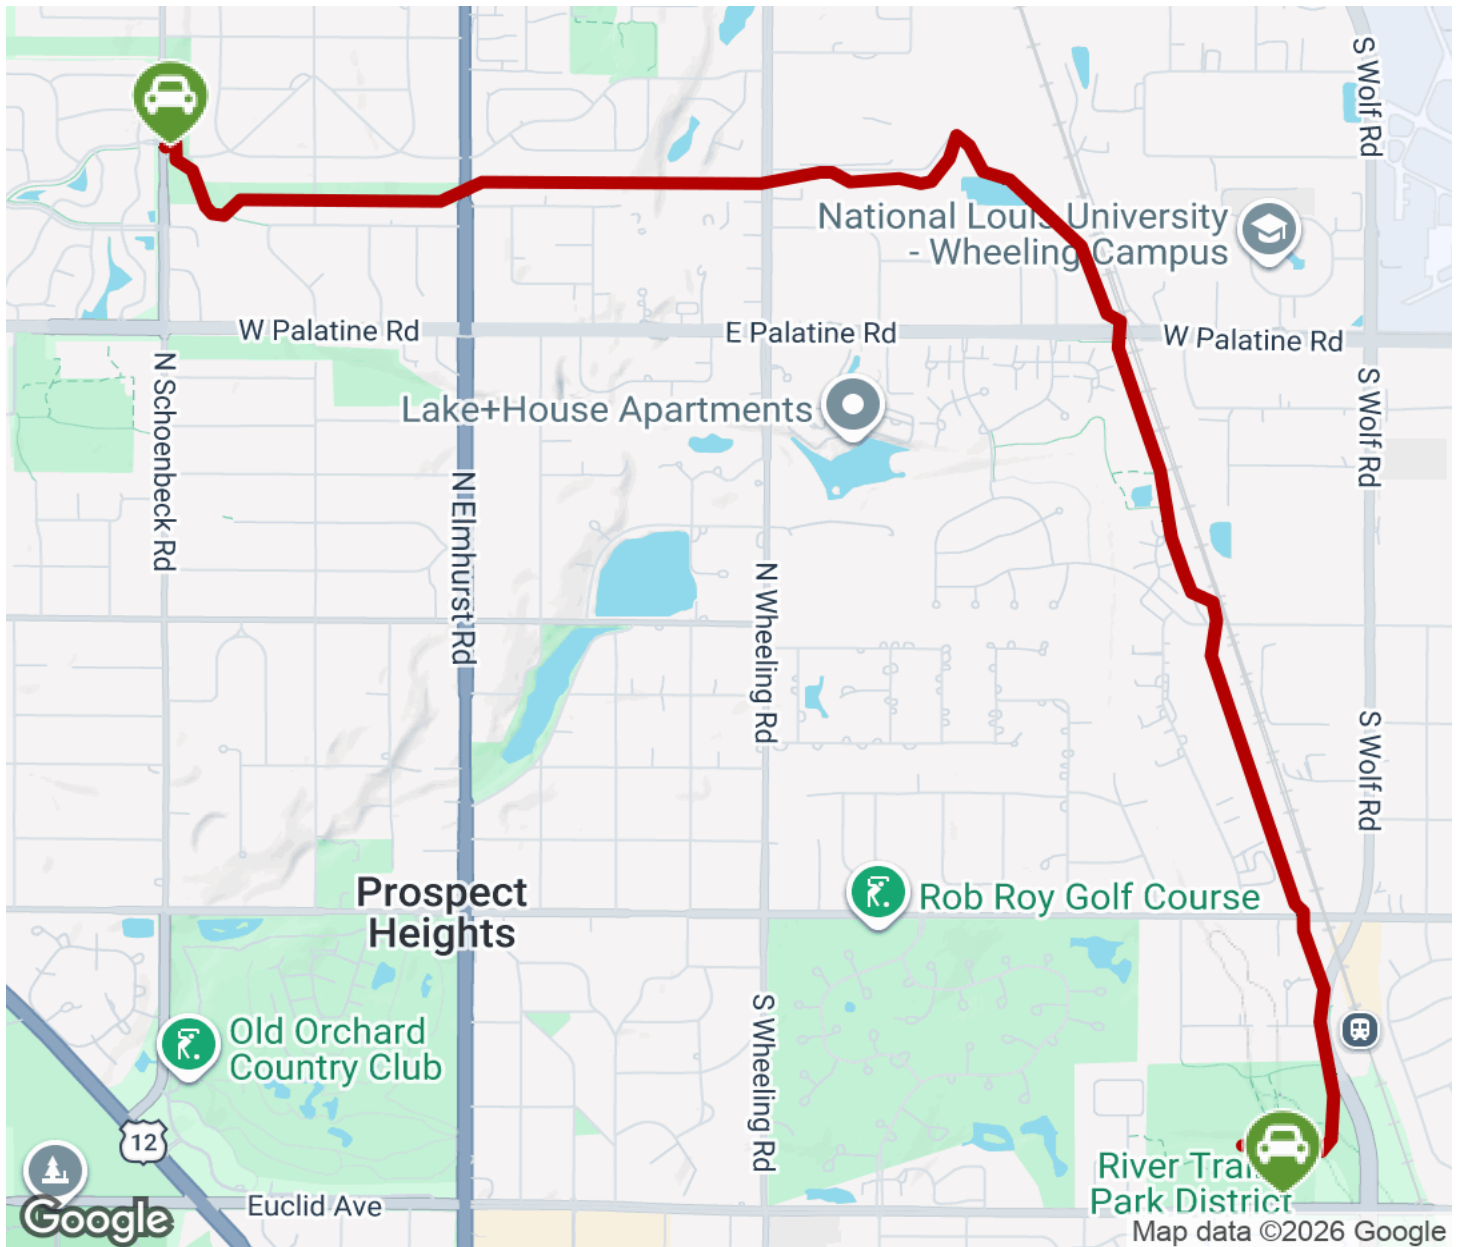 S Wolf Rd
National Louis University
- Wheeling Campus
W Palatine Rd
E Palatine Rd
W Palatine Rd
N Schoenbeck Rd
S Wolf Rd
Lake+House Apartments
N Elmhurst Rd
N Wheeling Rd
S Wolf Rd
Prospect
Heights
Rob Roy Golf Course
Old Orchard
Country Club
S Wheeling Rd
12
River Trai
Park District
Euclid Ave
Google
Map data ©2026 Google